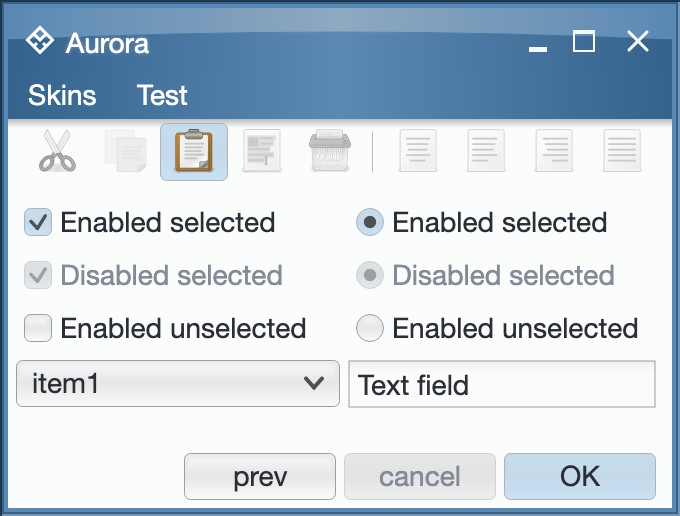 Aurora
Skins Test
Enabled selected Enabled selected
Disabled selected Disabled selected
Enabled unselected Enabled unselected
item1 Text field
prev cancel OK